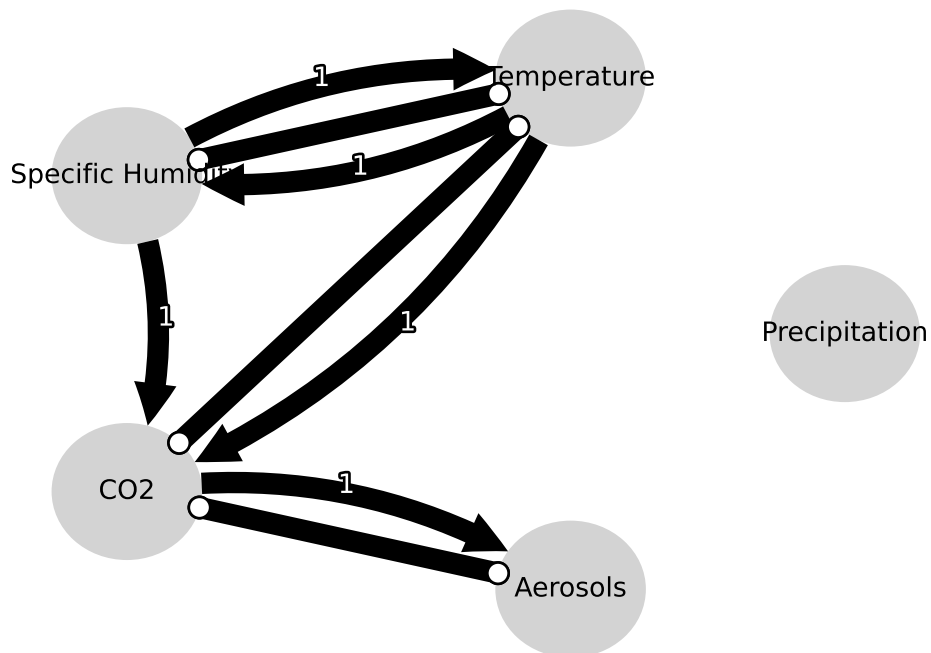 1
Temperature
1
Specific Humidity
1
1
Precipitation
1
CO2
Aerosols